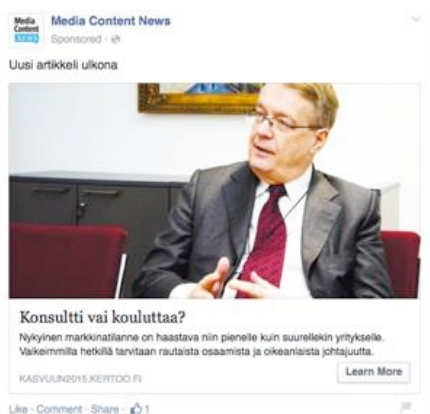 Media
Content
NEWS
Media Content News
Sponsored ·
Uusi artikkeli ulkona
Konsultti vai kouluttaa?
Nykyinen markkinatilanne on haastava niin pienelle kuin suurellekin yritykselle.
Vaikeimmilla hetkillä tarvitaan rautaista osaamista ja oikeanlaista johtajuutta.
KASVUUN2015.KERTOO.FI
Learn More
Like · Comment · Share · 1